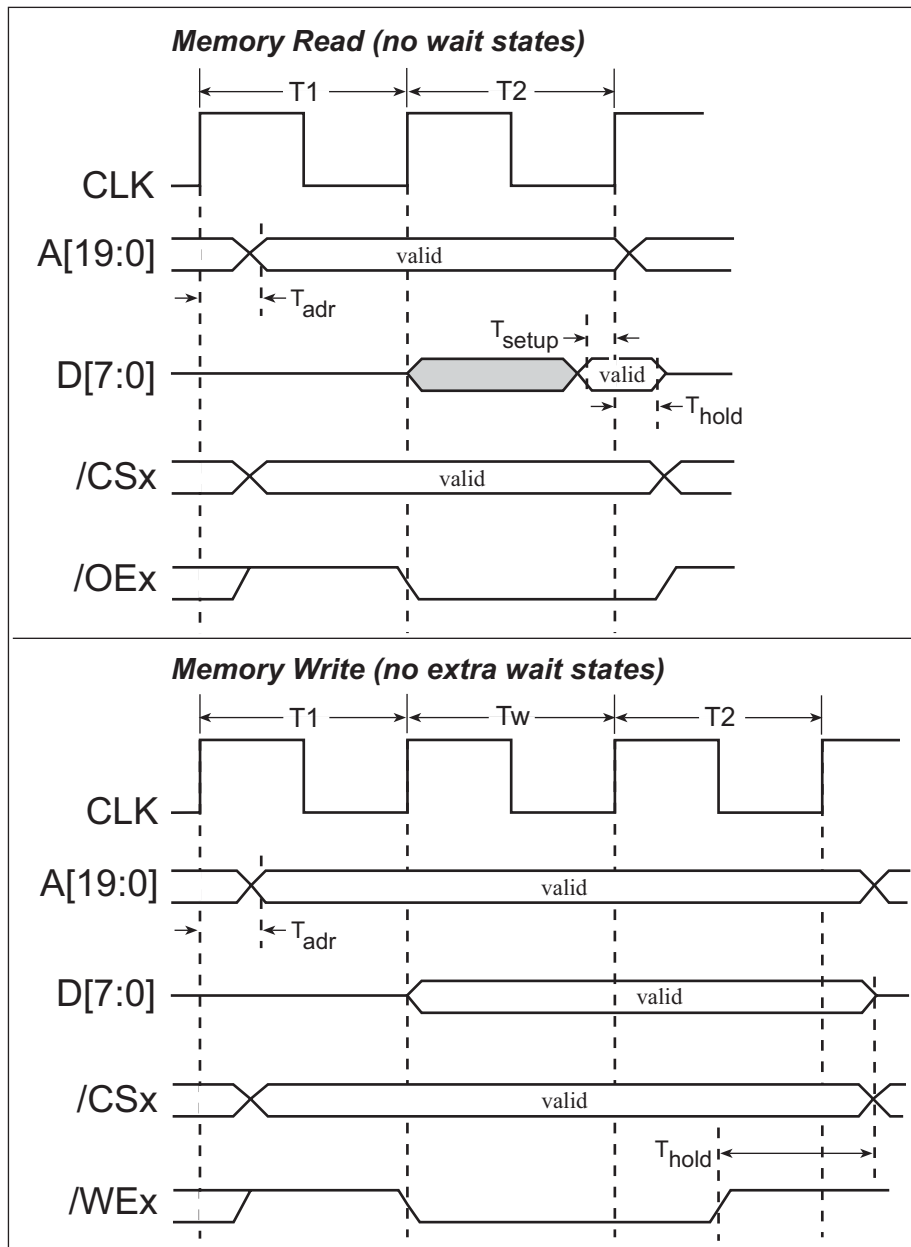 Memory Read (no wait states)
T1 T2
CLK
A[19:0] valid
Tadr
Tsetup
D[7:0] valid
Thold
/CSx valid
/OEx
Memory Write (no extra wait states)
T1 Tw T2
CLK
A[19:0] valid
Tadr
D[7:0] valid
/CSx valid
Thold
/WEx